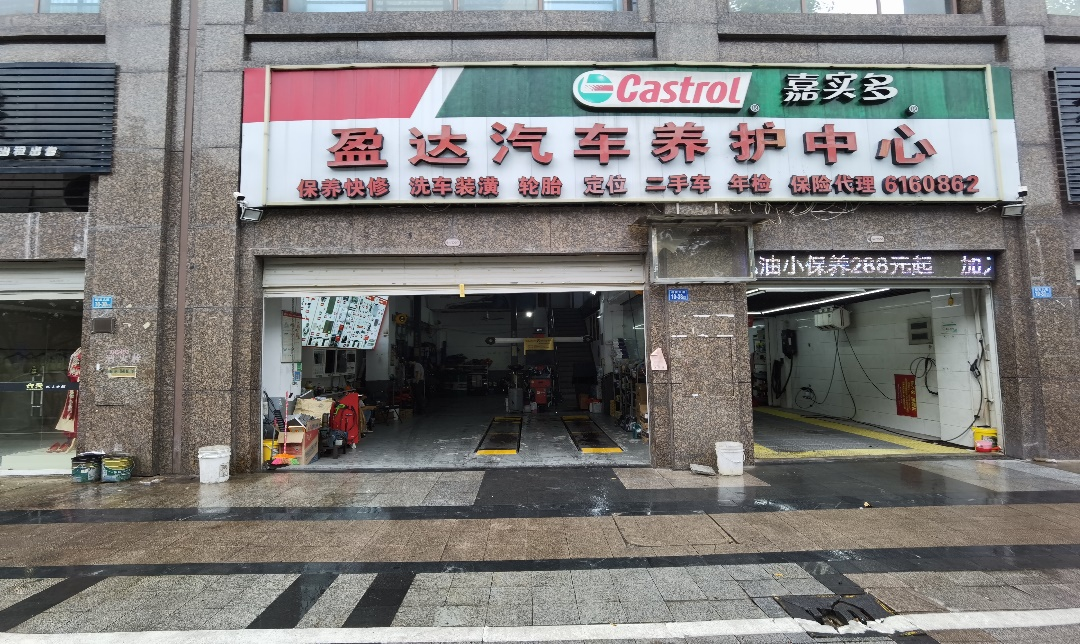 Castrol® 嘉实多®
盈达汽车养护中心
保养快修 洗车装潢 轮胎 定位 二手车 年检 保险代理 6160862
油小保养288元起 加入